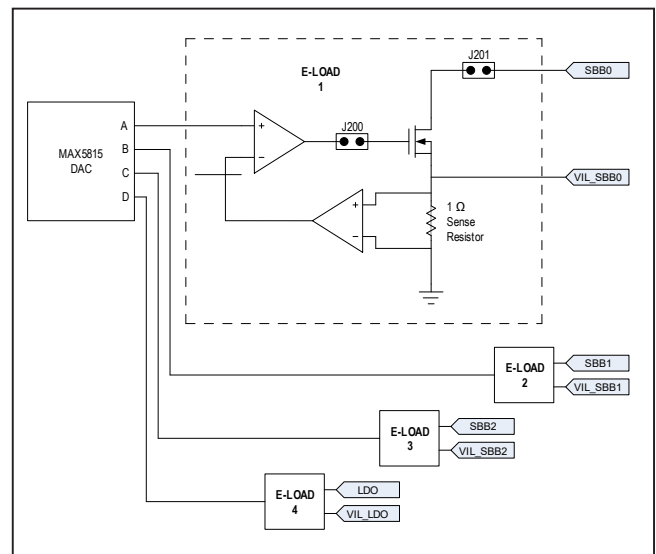 E-LOAD
1
J201
SBB0
MAX5815
DAC
A
B
C
D
+
−
J200
VIL_SBB0
+
−
1 Ω
Sense
Resistor
E-LOAD
2
SBB1
VIL_SBB1
E-LOAD
3
SBB2
VIL_SBB2
E-LOAD
4
LDO
VIL_LDO